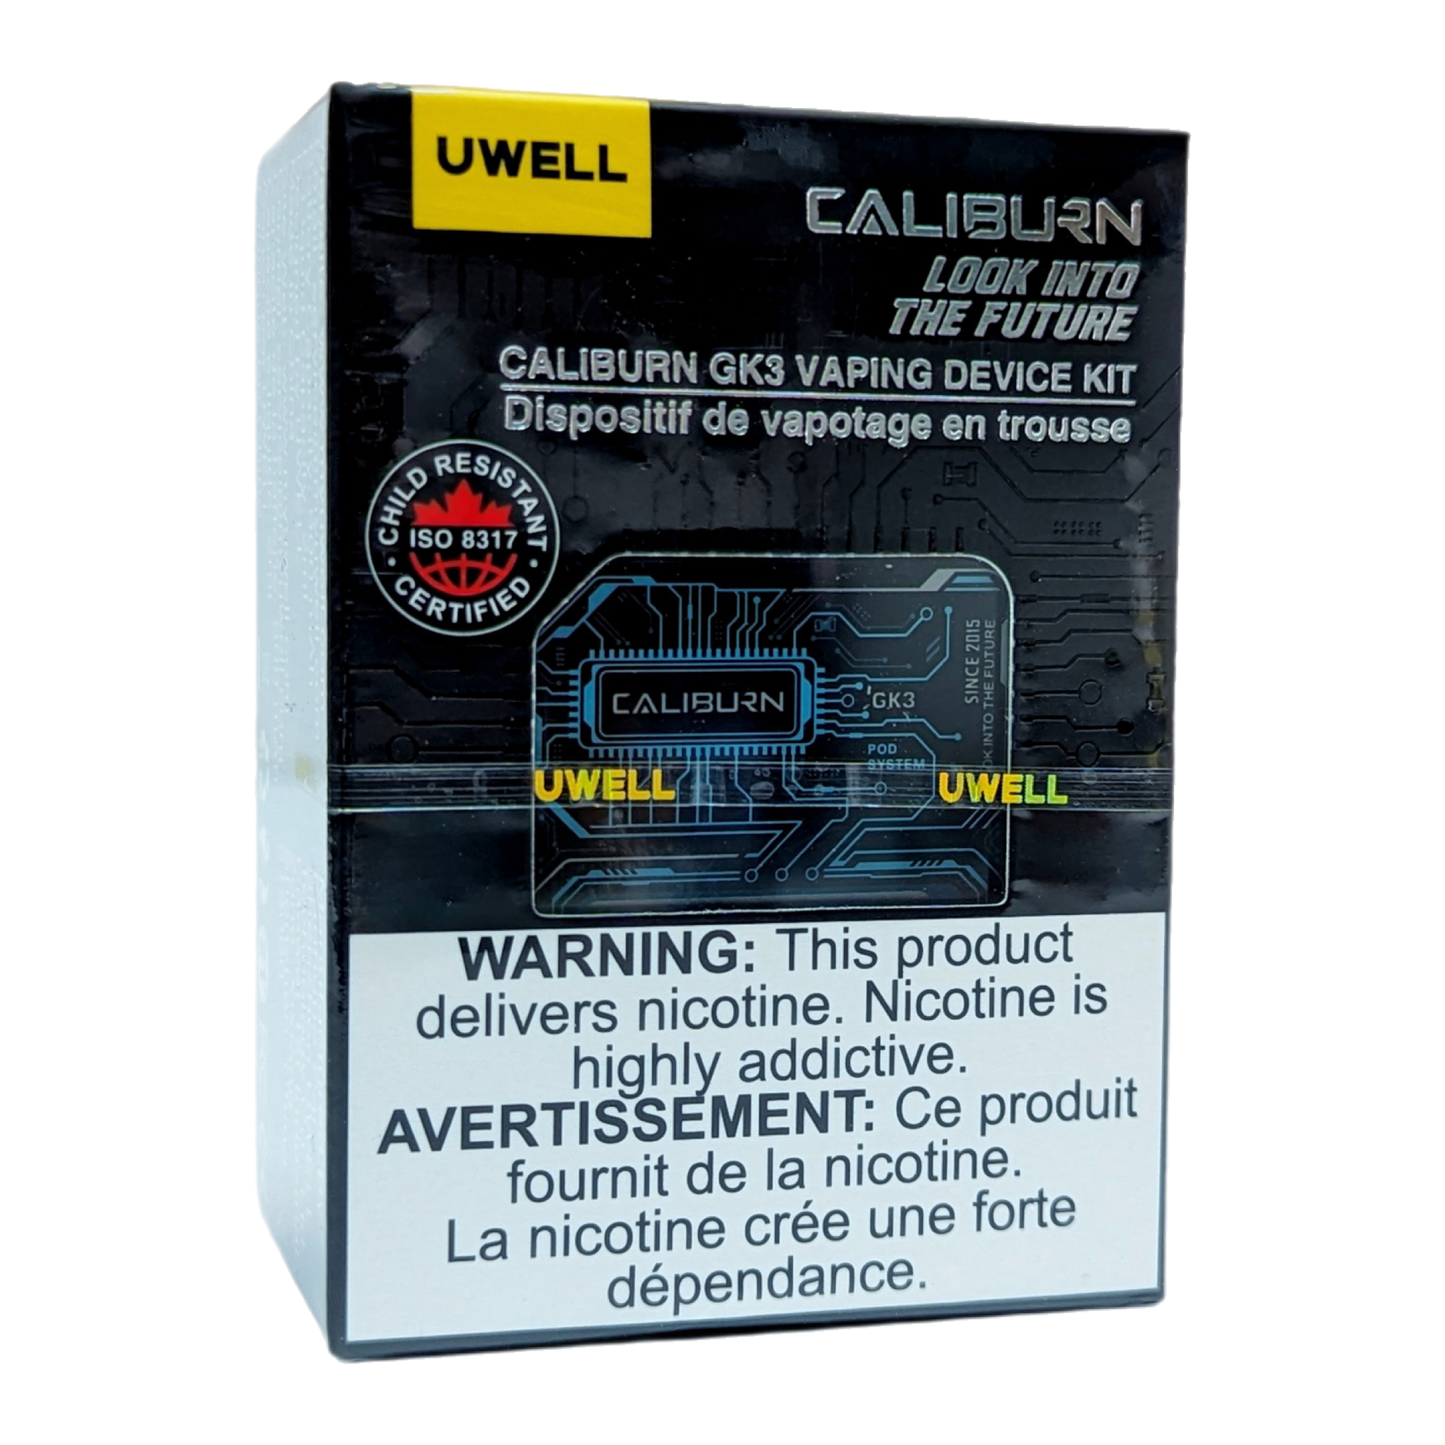 UWELL
CALIBURN
LOOK INTO
THE FUTURE
CALIBURN GK3 VAPING DEVICE KIT
Dispositif de vapotage en trousse
CHILD RESISTANT
ISO 8317
CERTIFIED
SINCE 2015
LOOK INTO THE FUTURE
CALIBURN
GK3
POD
SYSTEM
UWELL UWELL
WARNING: This product
delivers nicotine. Nicotine is
highly addictive.
AVERTISSEMENT: Ce produit
fournit de la nicotine.
La nicotine crée une forte
dépendance.